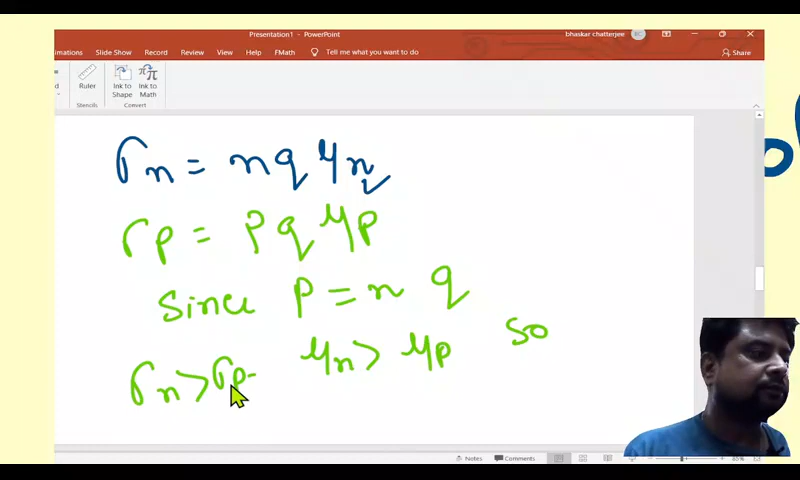 Presentation1 - PowerPoint
bhaskar chatterjee
Animations Slide Show Record Review View Help FMath Tell me what you want to do
Share
Ruler
Ink to Shape
Ink to Math
Stencils
Convert
σn = nqμn
σp = pqμp
Since p = n q
μn > μp so
σn > σp
Notes Comments
85%